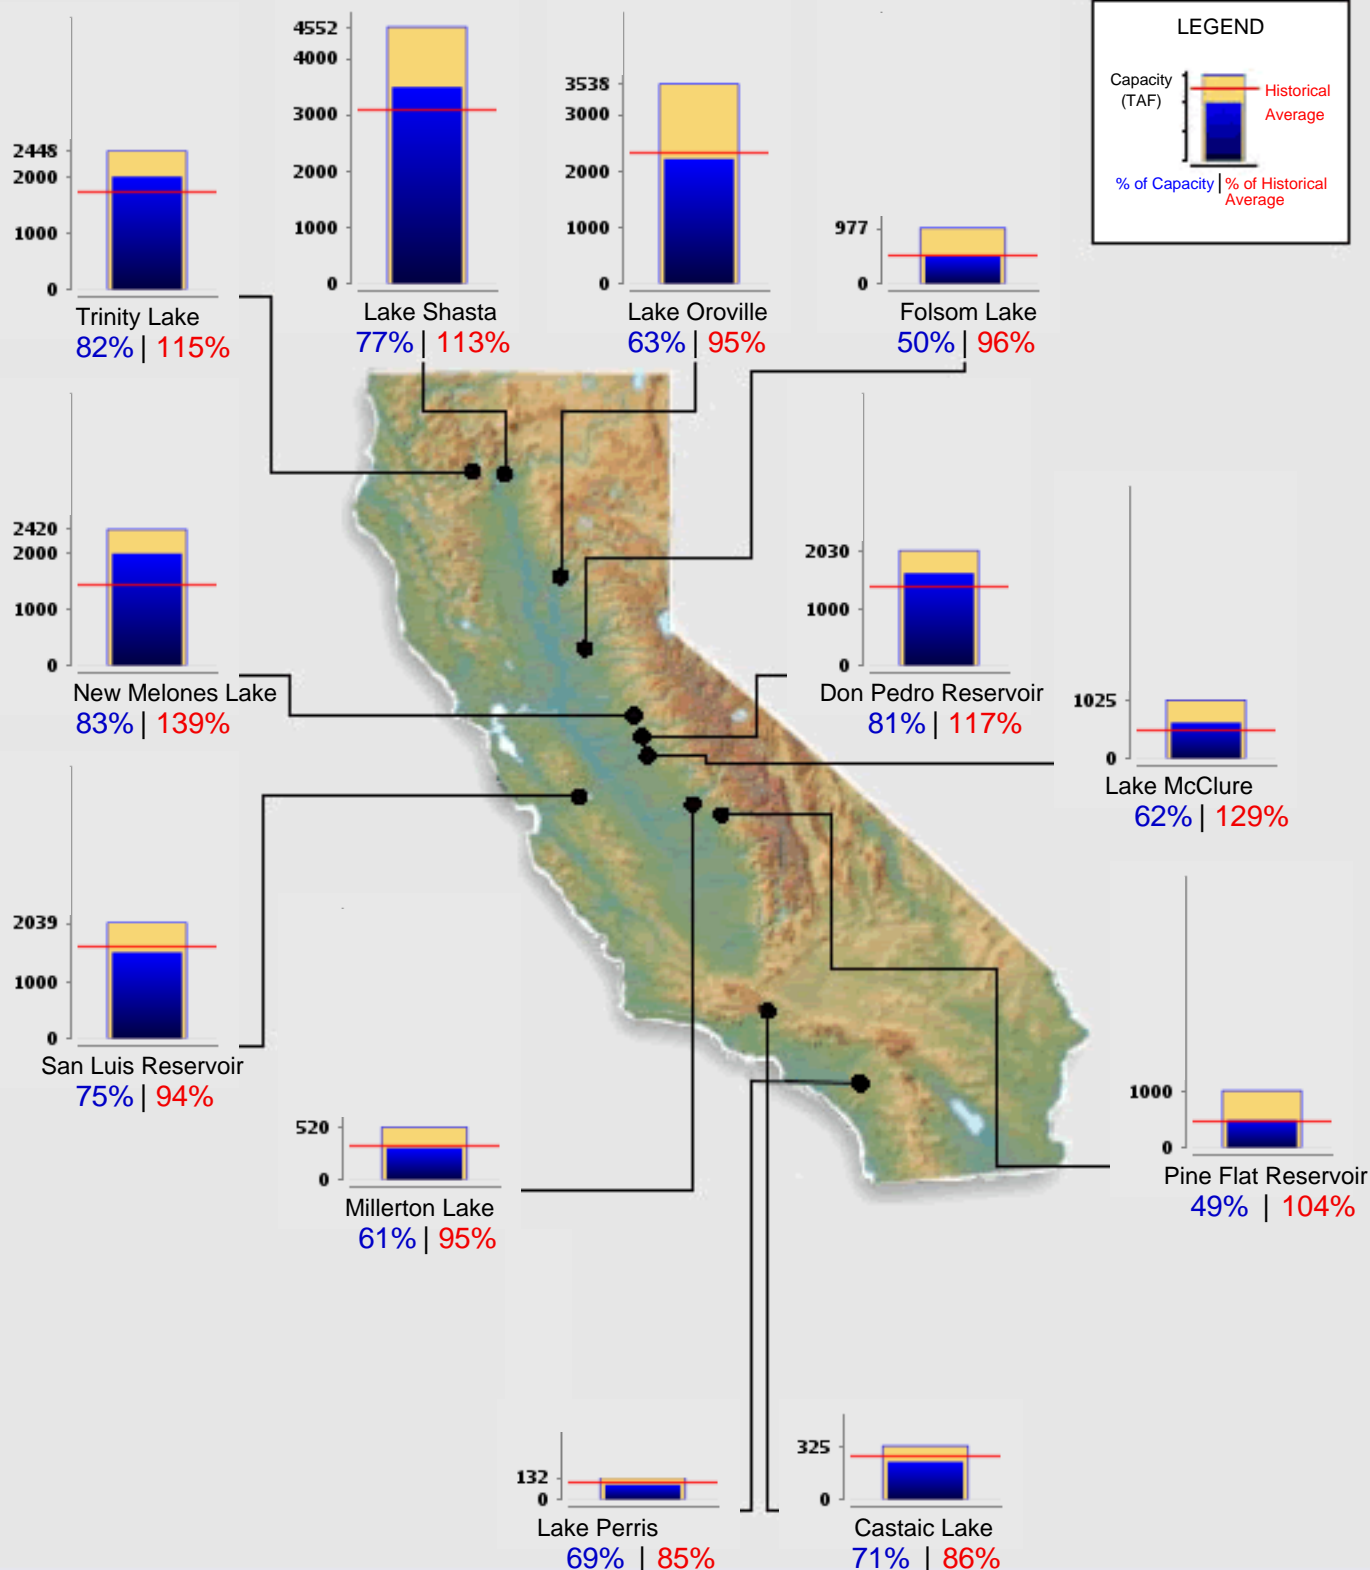 4552
4000
3000
2000
1000
0
Lake Shasta
77% | 113%
3538
3000
2000
1000
0
Lake Oroville
63% | 95%
LEGEND
Capacity
(TAF)
Historical
Average
% of Capacity | % of Historical
Average
2448
2000
1000
0
Trinity Lake
82% | 115%
977
0
Folsom Lake
50% | 96%
2420
2000
1000
0
New Melones Lake
83% | 139%
2030
1000
0
Don Pedro Reservoir
81% | 117%
1025
0
Lake McClure
62% | 129%
2039
1000
0
San Luis Reservoir
75% | 94%
520
0
Millerton Lake
61% | 95%
1000
0
Pine Flat Reservoir
49% | 104%
132
0
Lake Perris
69% | 85%
325
0
Castaic Lake
71% | 86%